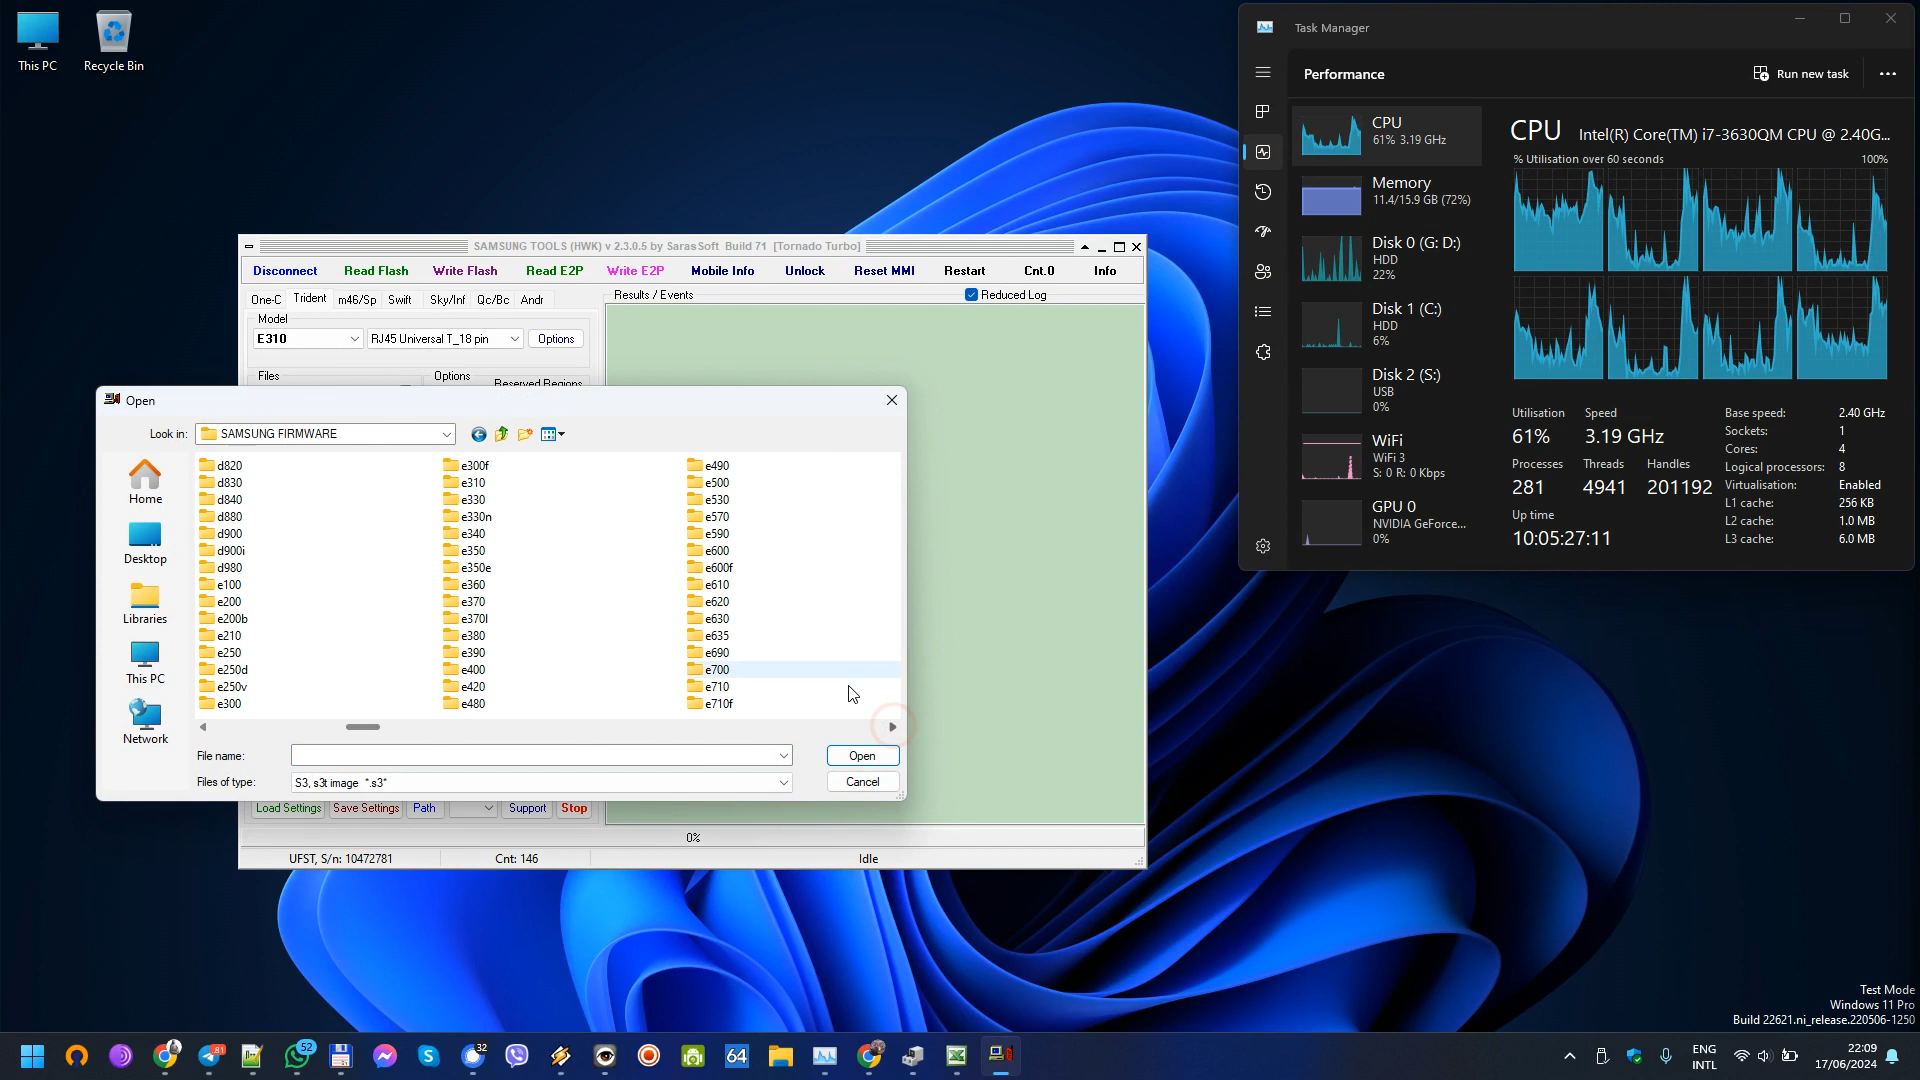 This PC
Recycle Bin
Task Manager
Performance
Run new task
CPU
61% 3.19 GHz
Memory
11.4/15.9 GB (72%)
Disk 0 (G: D:)
HDD
22%
Disk 1 (C:)
HDD
6%
Disk 2 (S:)
USB
0%
WiFi
WiFi 3
S: 0 R: 0 Kbps
GPU 0
NVIDIA GeForce...
0%
CPU
Intel(R) Core(TM) i7-3630QM CPU @ 2.40G...
% Utilisation over 60 seconds
100%
Utilisation
Speed
61%
3.19 GHz
Processes
Threads
Handles
281
4941
201192
Up time
10:05:27:11
Base speed: 2.40 GHz
Sockets: 1
Cores: 4
Logical processors: 8
Virtualisation: Enabled
L1 cache: 256 KB
L2 cache: 1.0 MB
L3 cache: 6.0 MB
SAMSUNG TOOLS (HWK) v 2.3.0.5 by SarasSoft Build 71 [Tornado Turbo]
Disconnect
Read Flash
Write Flash
Read E2P
Write E2P
Mobile Info
Unlock
Reset MMI
Restart
Cnt.0
Info
One-C
Trident
m46/Sp
Swift
Sky/Inf
Qc/Bc
Andr
Results / Events
Reduced Log
Model
E310
RJ45 Universal T_18 pin
Options
Files
Options
Reserved Regions
Open
Look in:
SAMSUNG FIRMWARE
Home
Desktop
Libraries
This PC
Network
d820
d830
d840
d880
d900
d900i
d980
e100
e200
e200b
e210
e250
e250d
e250v
e300
e300f
e310
e330
e330n
e340
e350
e350e
e360
e370
e370l
e380
e390
e400
e420
e480
e490
e500
e530
e570
e590
e600
e600f
e610
e620
e630
e635
e690
e700
e710
e710f
File name:
Open
Files of type:
S3, s3t image *.s3*
Cancel
Load Settings
Save Settings
Path
Support
Stop
0%
UFST, S/n: 10472781
Cnt: 146
Idle
Test Mode
Windows 11 Pro
Build 22621.ni_release.220506-1250
81
52
32
64
ENG
INTL
22:09
17/06/2024